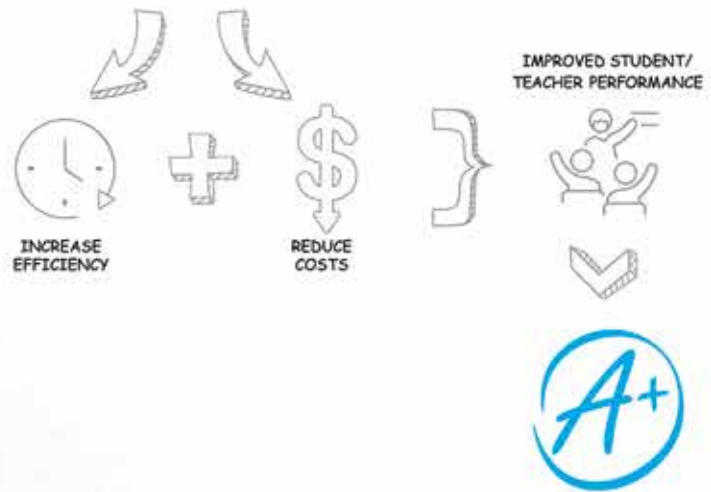 IMPROVED STUDENT/
TEACHER PERFORMANCE
INCREASE
EFFICIENCY
REDUCE
COSTS
A+